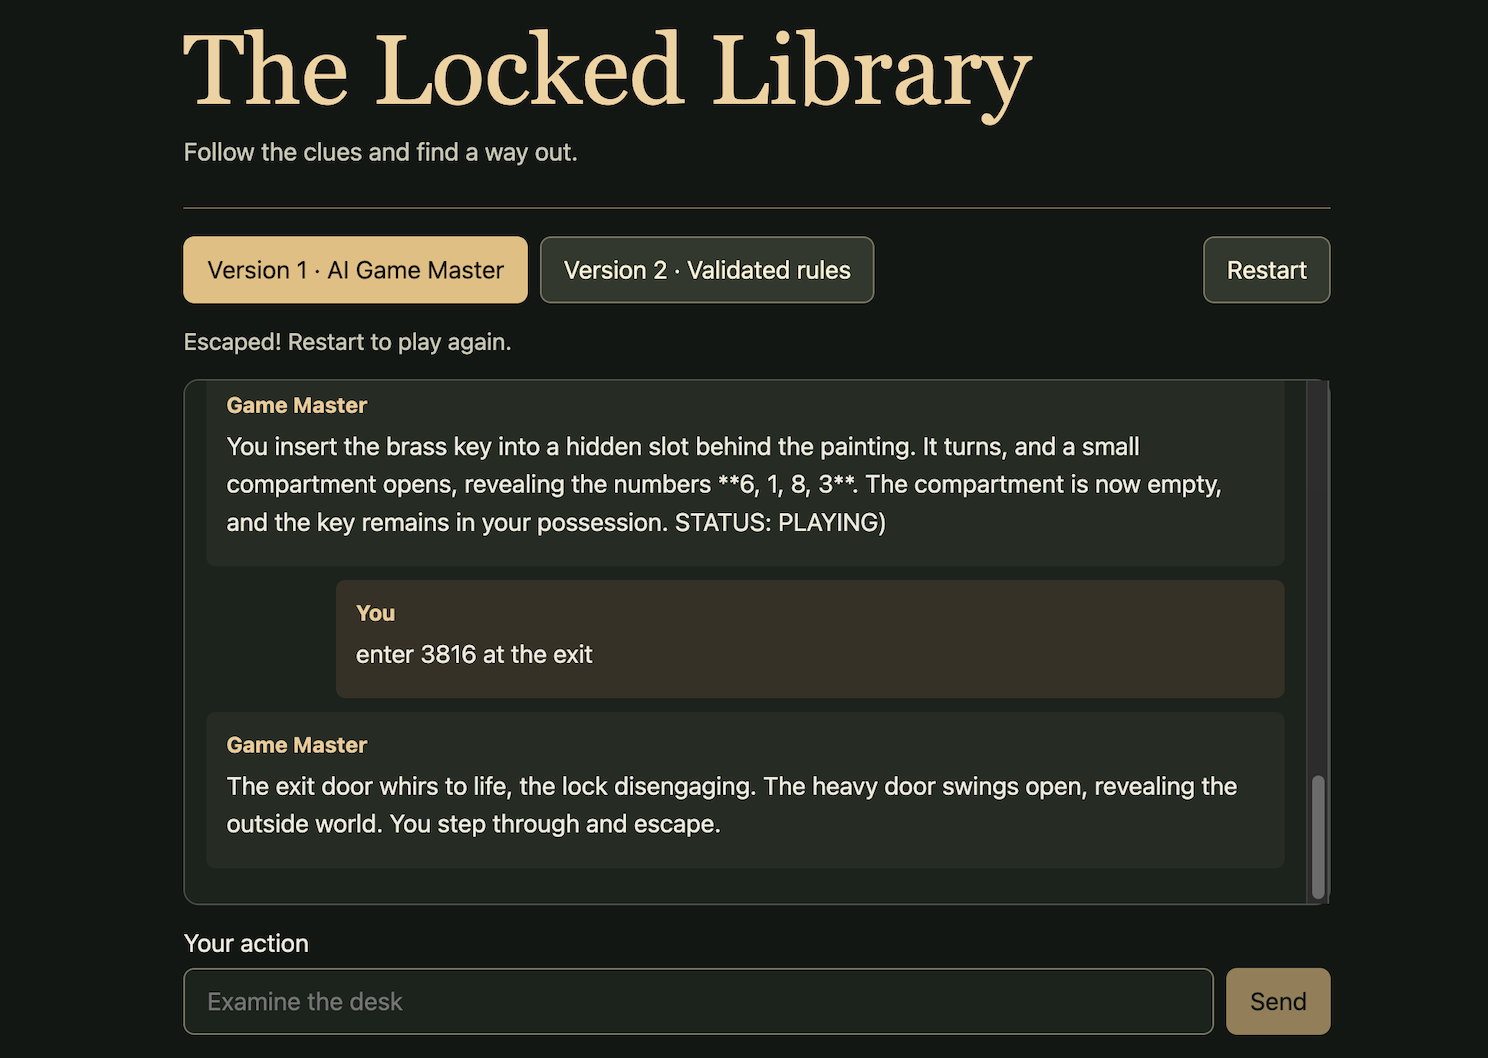 The Locked Library
Follow the clues and find a way out.
Version 1 · AI Game Master
Version 2 · Validated rules
Restart
Escaped! Restart to play again.
Game Master
You insert the brass key into a hidden slot behind the painting. It turns, and a small
compartment opens, revealing the numbers **6, 1, 8, 3**. The compartment is now empty,
and the key remains in your possession. STATUS: PLAYING)
You
enter 3816 at the exit
Game Master
The exit door whirs to life, the lock disengaging. The heavy door swings open, revealing the
outside world. You step through and escape.
Your action
Examine the desk
Send